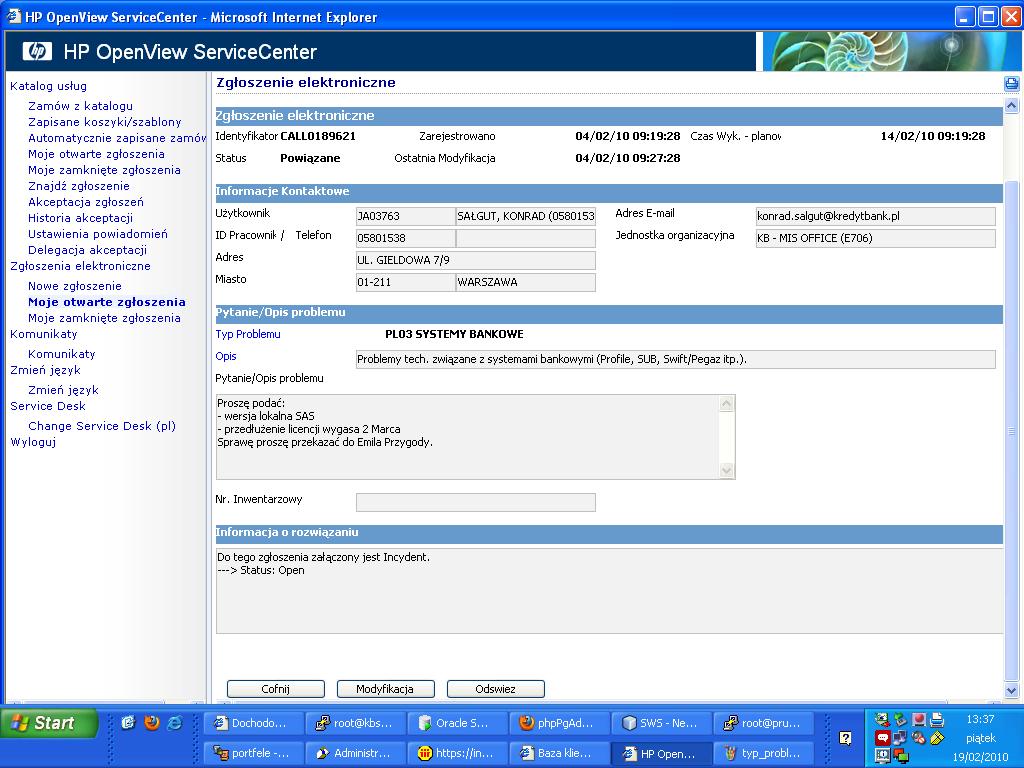 HP OpenView ServiceCenter - Microsoft Internet Explorer
hp HP OpenView ServiceCenter
Katalog usług
Zamów z katalogu
Zapisane koszyki/szablony
Automatycznie zapisane zamów
Moje otwarte zgłoszenia
Moje zamknięte zgłoszenia
Znajdź zgłoszenie
Akceptacja zgłoszeń
Historia akceptacji
Ustawienia powiadomień
Delegacja akceptacji
Zgłoszenia elektroniczne
Nowe zgłoszenie
Moje otwarte zgłoszenia
Moje zamknięte zgłoszenia
Komunikaty
Komunikaty
Zmień język
Zmień język
Service Desk
Change Service Desk (pl)
Wyloguj
Zgłoszenie elektroniczne
Zgłoszenie elektroniczne
Identyfikator CALL0189621 Zarejestrowano 04/02/10 09:19:28 Czas Wyk. - planow 14/02/10 09:19:28
Status Powiązane Ostatnia Modyfikacja 04/02/10 09:27:28
Informacje Kontaktowe
Użytkownik JA03763 SAŁGUT, KONRAD (0580153 Adres E-mail konrad.salgut@kredytbank.pl
ID Pracownik / Telefon 05801538 Jednostka organizacyjna KB - MIS OFFICE (E706)
Adres UL. GIELDOWA 7/9
Miasto 01-211 WARSZAWA
Pytanie/Opis problemu
Typ Problemu PL03 SYSTEMY BANKOWE
Opis Problemy tech. związane z systemami bankowymi (Profile, SUB, Swift/Pegaz itp.).
Pytanie/Opis problemu
Proszę podać:
- wersja lokalna SAS
- przedłużenie licencji wygasa 2 Marca
Sprawę proszę przekazać do Emila Przygody.
Nr. Inwentarzowy
Informacja o rozwiązaniu
Do tego zgłoszenia załączony jest Incydent.
---> Status: Open
Cofnij Modyfikacja Odswiez
Start Dochodo... root@kbs... Oracle S... phpPgAd... SWS - Ne... root@pru... 13:37
piątek
portfele -... Administr... https://in... Baza klie... HP Open... typ_probl... 19/02/2010